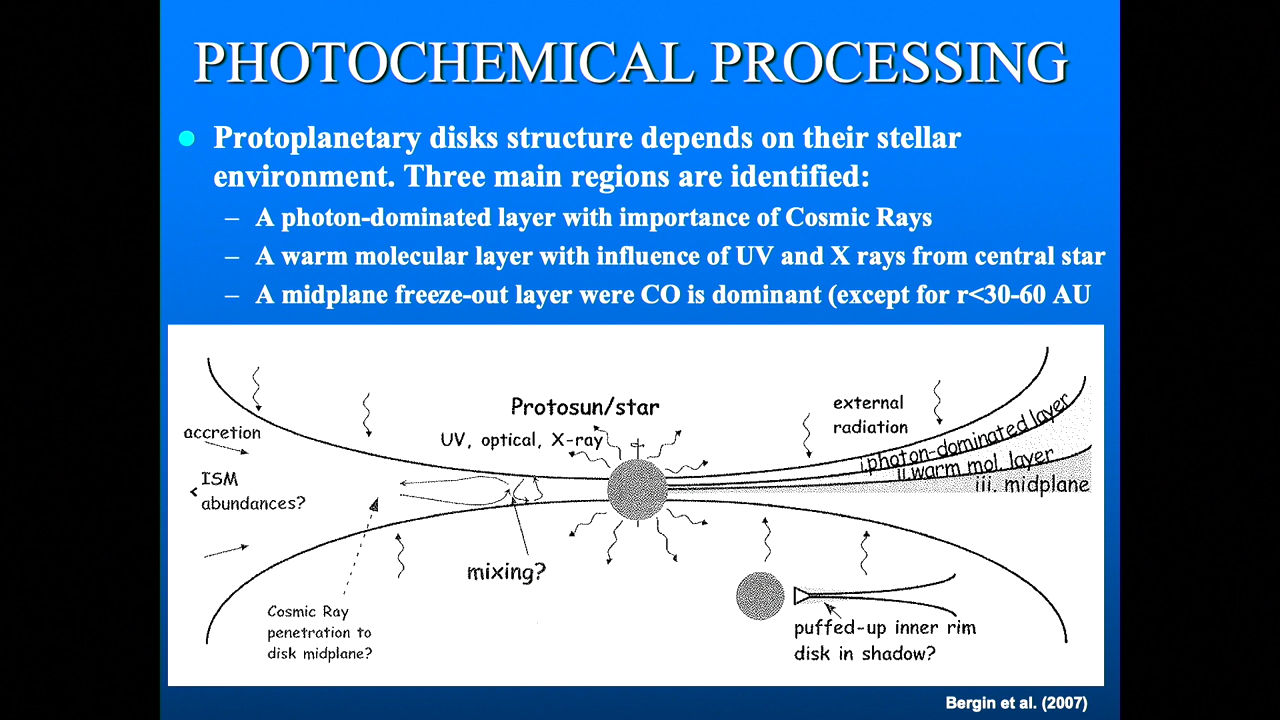 PHOTOCHEMICAL PROCESSING
Protoplanetary disks structure depends on their stellar
environment. Three main regions are identified:
– A photon-dominated layer with importance of Cosmic Rays
– A warm molecular layer with influence of UV and X rays from central star
– A midplane freeze-out layer were CO is dominant (except for r<30-60 AU
Protosun/star
UV, optical, X-ray
external
radiation
accretion
ISM
abundances?
i.photon-dominated layer
ii.warm mol. layer
iii. midplane
mixing?
Cosmic Ray
penetration to
disk midplane?
puffed-up inner rim
disk in shadow?
Bergin et al. (2007)